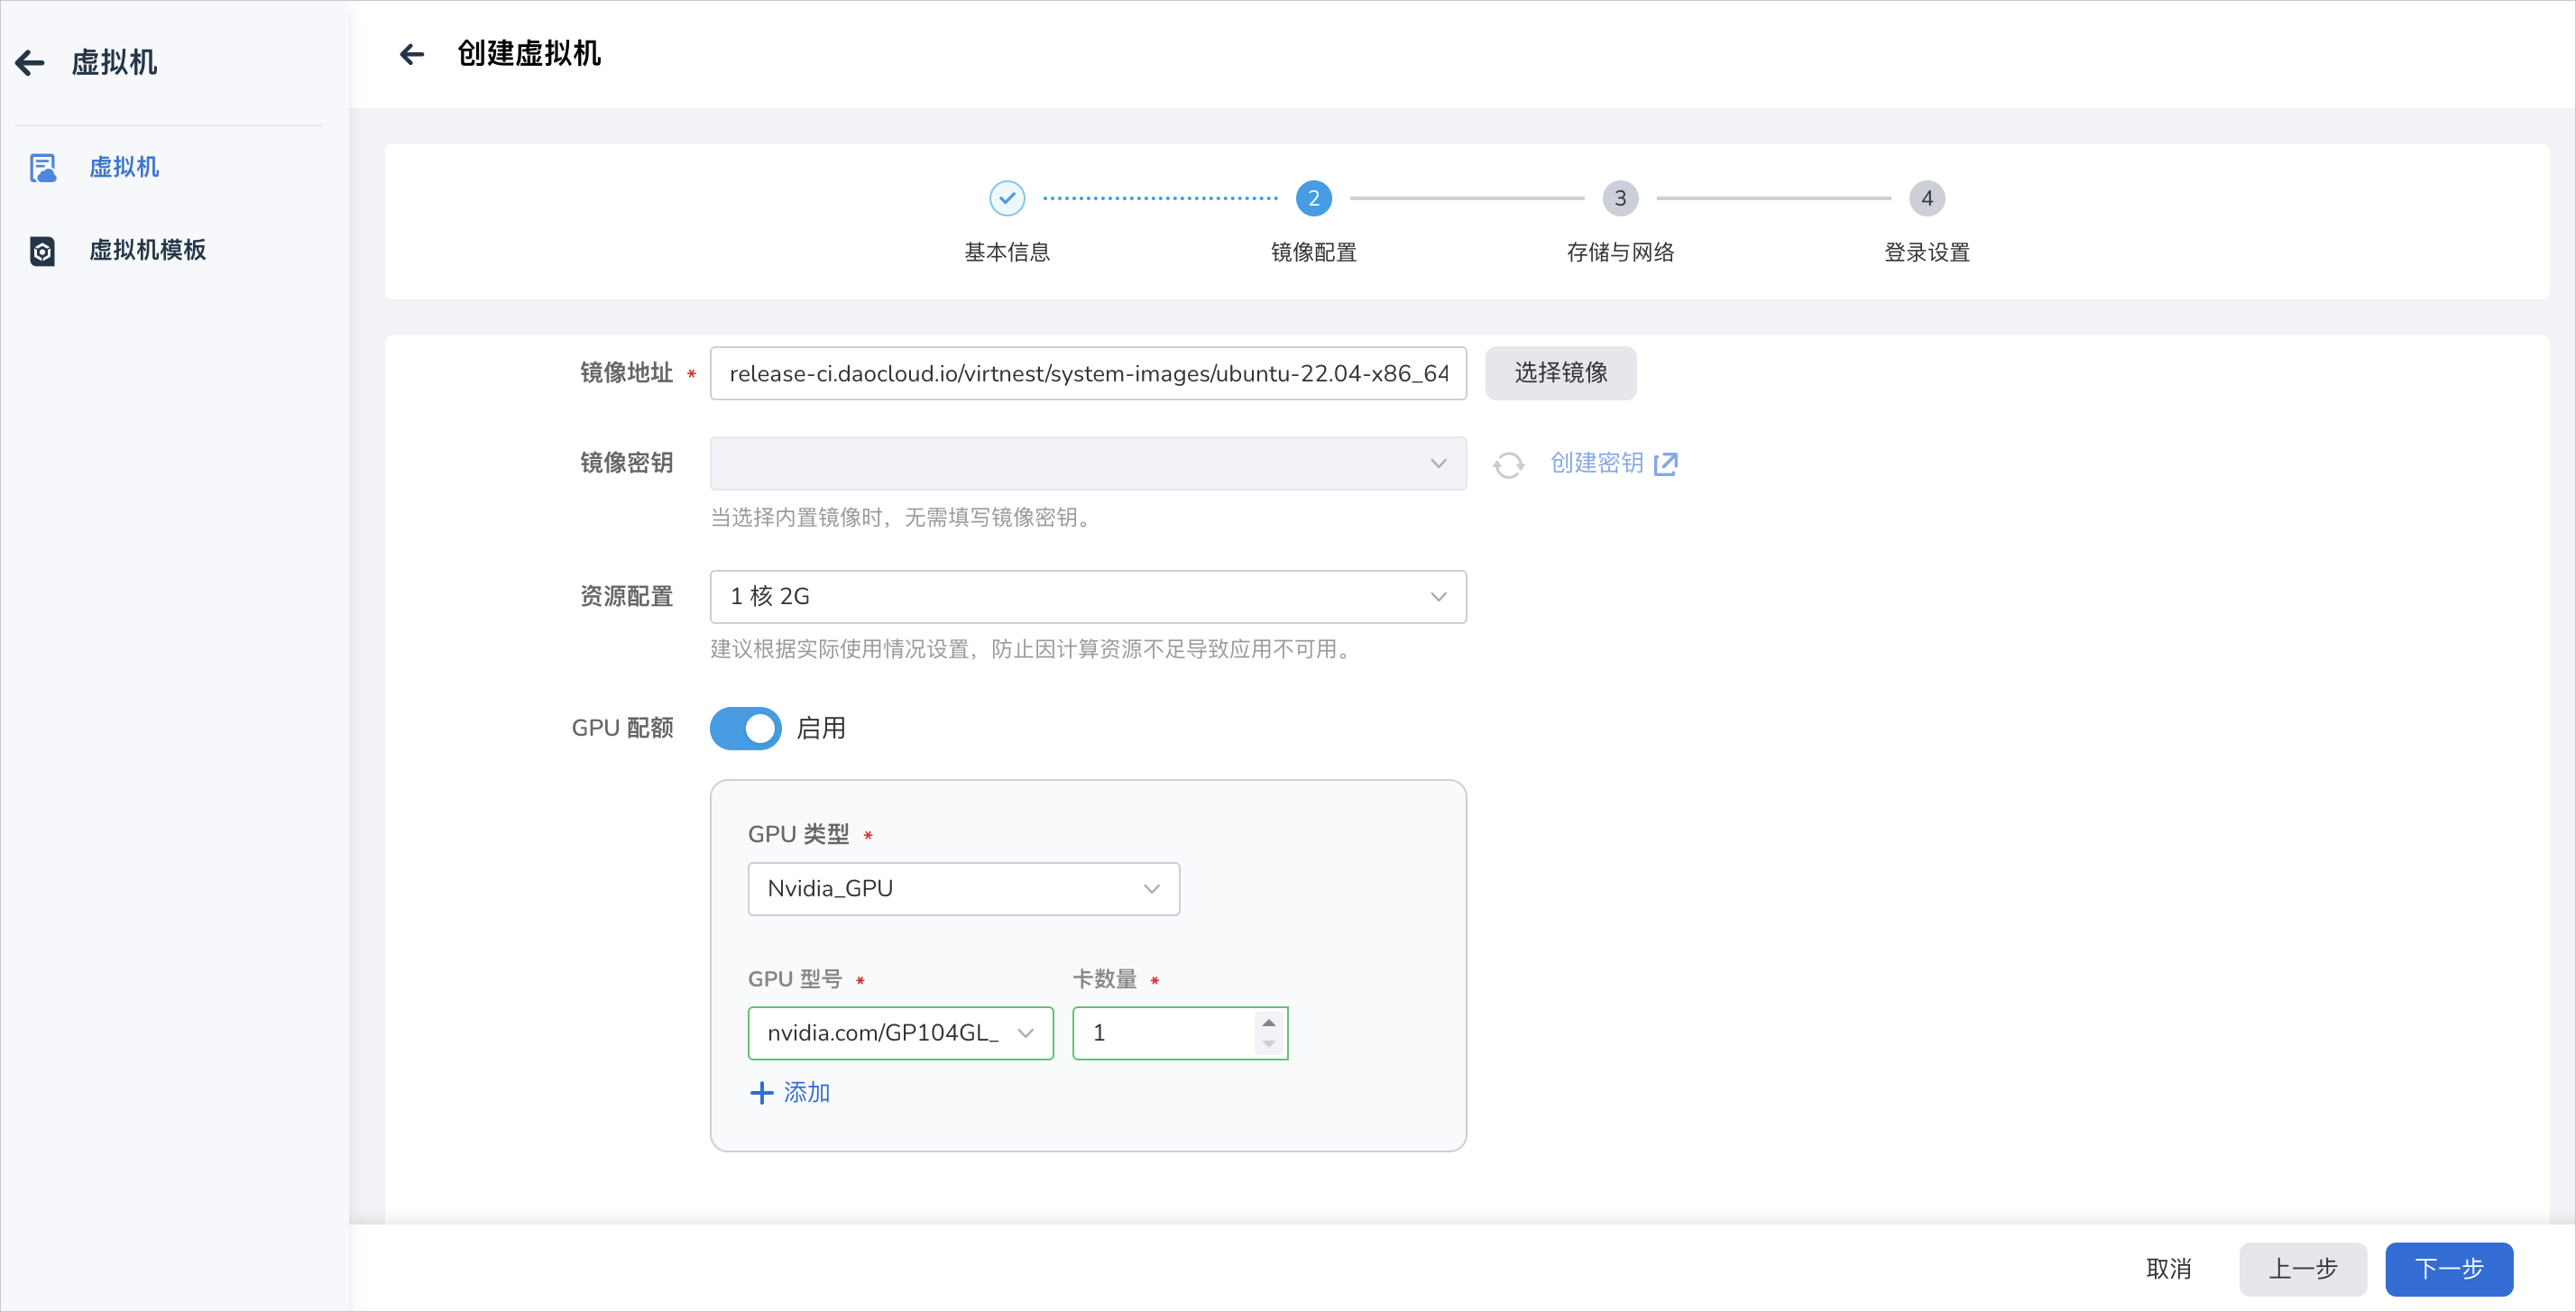 虚拟机
虚拟机
虚拟机模板
创建虚拟机
2 3 4
基本信息 镜像配置 存储与网络 登录设置
镜像地址 * release-ci.daocloud.io/virtnest/system-images/ubuntu-22.04-x86_64 选择镜像
镜像密钥 创建密钥
当选择内置镜像时，无需填写镜像密钥。
资源配置 1 核 2G
建议根据实际使用情况设置，防止因计算资源不足导致应用不可用。
GPU 配额 启用
GPU 类型 *
Nvidia_GPU
GPU 型号 * 卡数量 *
nvidia.com/GP104GL_ 1
添加
取消 上一步 下一步